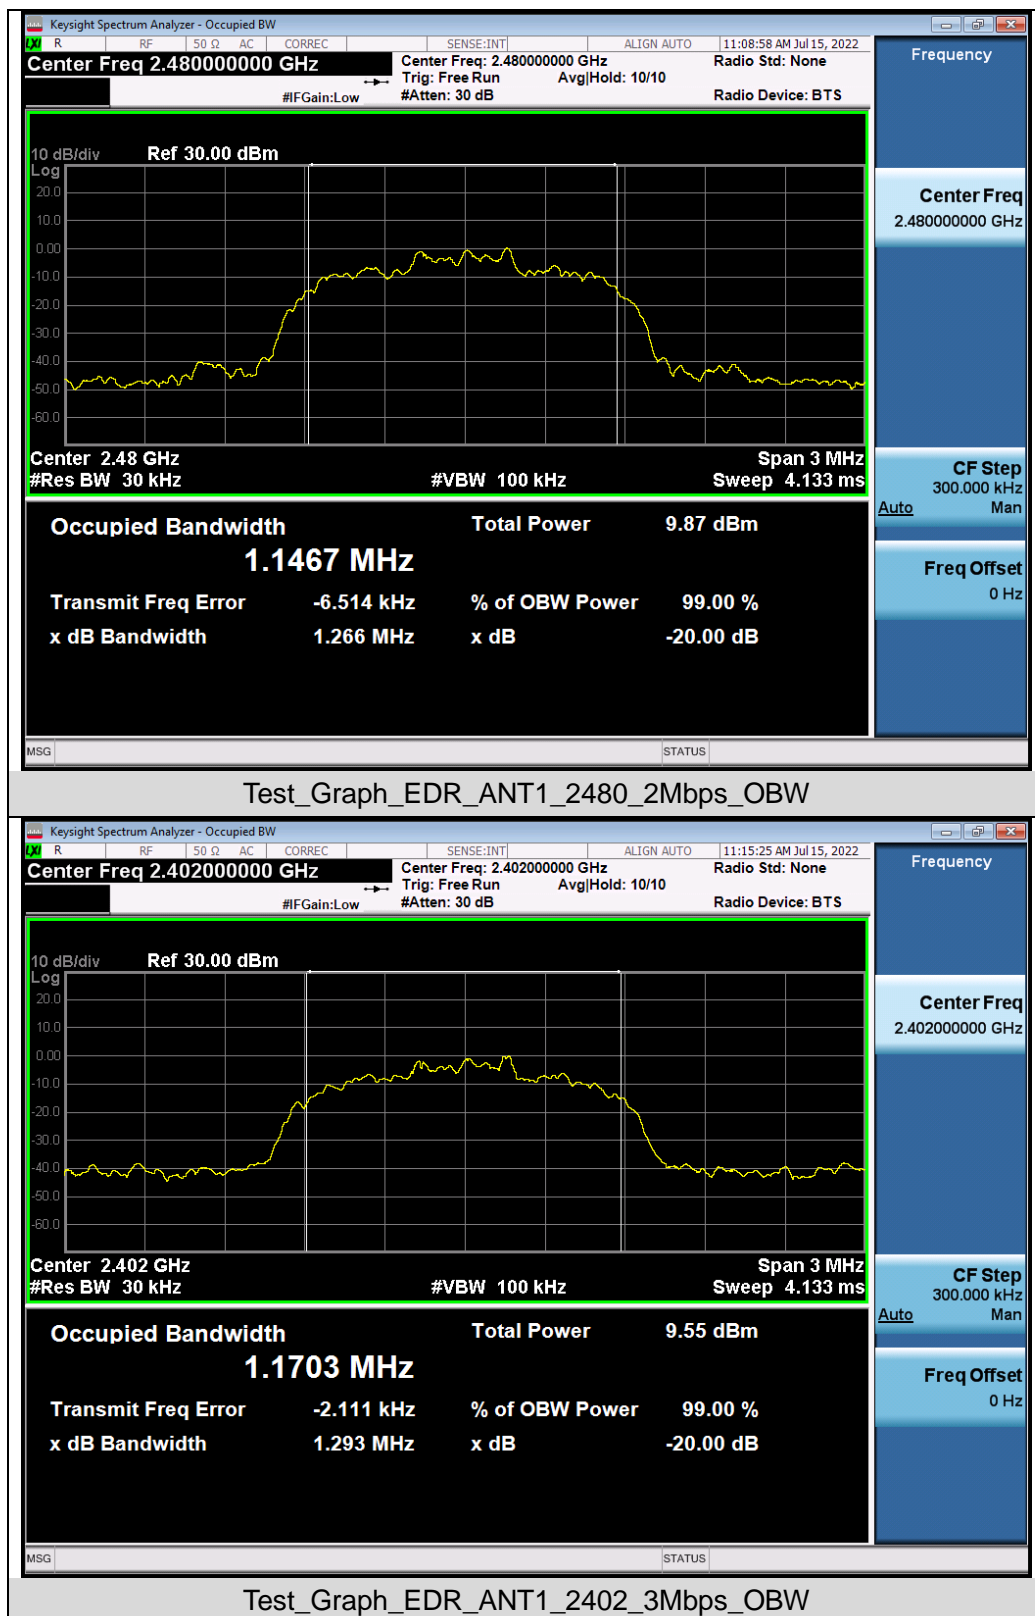 Keysight Spectrum Analyzer - Occupied BW
LXI R RF 50 Ω AC CORREC SENSE:INT ALIGN AUTO 11:08:58 AM Jul 15, 2022
Center Freq 2.480000000 GHz
Center Freq: 2.480000000 GHz
Radio Std: None
Trig: Free Run Avg|Hold: 10/10
#IFGain:Low
#Atten: 30 dB
Radio Device: BTS
Frequency
10 dB/div Ref 30.00 dBm
Log
20.0
10.0
0.00
-10.0
-20.0
-30.0
-40.0
-50.0
-60.0
Center 2.48 GHz Span 3 MHz
#Res BW 30 kHz #VBW 100 kHz Sweep 4.133 ms
Center Freq
2.480000000 GHz
CF Step
300.000 kHz
Auto Man
Freq Offset
0 Hz
Occupied Bandwidth Total Power 9.87 dBm
1.1467 MHz
Transmit Freq Error -6.514 kHz % of OBW Power 99.00 %
x dB Bandwidth 1.266 MHz x dB -20.00 dB
MSG STATUS
Test_Graph_EDR_ANT1_2480_2Mbps_OBW
Keysight Spectrum Analyzer - Occupied BW
LXI R RF 50 Ω AC CORREC SENSE:INT ALIGN AUTO 11:15:25 AM Jul 15, 2022
Center Freq 2.402000000 GHz
Center Freq: 2.402000000 GHz
Radio Std: None
Trig: Free Run Avg|Hold: 10/10
#IFGain:Low
#Atten: 30 dB
Radio Device: BTS
Frequency
10 dB/div Ref 30.00 dBm
Log
20.0
10.0
0.00
-10.0
-20.0
-30.0
-40.0
-50.0
-60.0
Center 2.402 GHz Span 3 MHz
#Res BW 30 kHz #VBW 100 kHz Sweep 4.133 ms
Center Freq
2.402000000 GHz
CF Step
300.000 kHz
Auto Man
Freq Offset
0 Hz
Occupied Bandwidth Total Power 9.55 dBm
1.1703 MHz
Transmit Freq Error -2.111 kHz % of OBW Power 99.00 %
x dB Bandwidth 1.293 MHz x dB -20.00 dB
MSG STATUS
Test_Graph_EDR_ANT1_2402_3Mbps_OBW